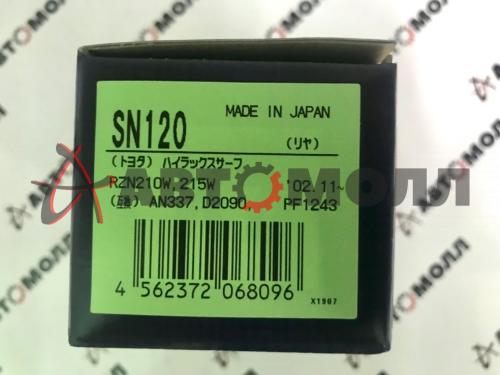 SN120 MADE IN JAPAN
(リヤ)
(トヨタ) ハイラックスサーフ
RZN210W, 215W '02.11~
(互換) AN337, D2090, PF1243
4 562372 068096
X1907
АВТОМОЛЛ